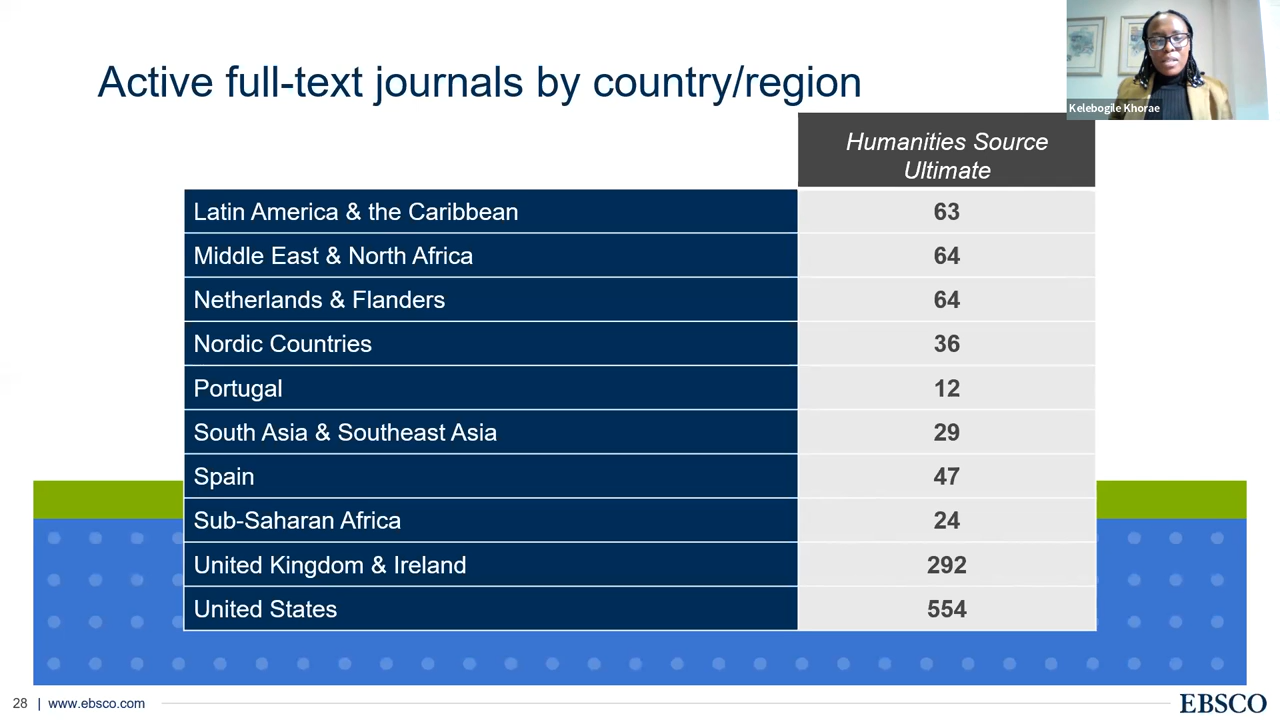 Active full-text journals by country/region
Kelebogile Khorae
Humanities Source
Ultimate
Latin America & the Caribbean 63
Middle East & North Africa 64
Netherlands & Flanders 64
Nordic Countries 36
Portugal 12
South Asia & Southeast Asia 29
Spain 47
Sub-Saharan Africa 24
United Kingdom & Ireland 292
United States 554
28 | www.ebsco.com
EBSCO